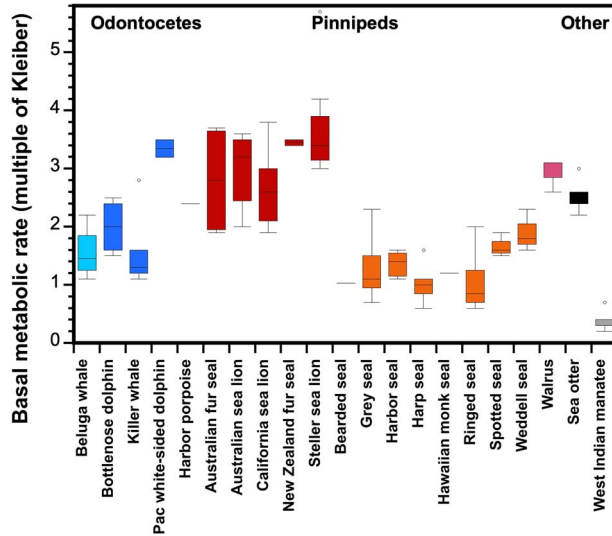 Odontocetes Pinnipeds Other
Basal metabolic rate (multiple of Kleiber)
5
4
3
2
1
0
Beluga whale
Bottlenose dolphin
Killer whale
Pac white-sided dolphin
Harbor porpoise
Australian fur seal
Australian sea lion
California sea lion
New Zealand fur seal
Steller sea lion
Bearded seal
Grey seal
Harbor seal
Harp seal
Hawaiian monk seal
Ringed seal
Spotted seal
Weddell seal
Walrus
Sea otter
West Indian manatee